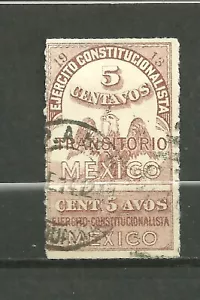 19 13
EJERCITO CONSTITUCIONALISTA
5
CENTAVOS
TRANSITORIO
MEXICO
CENT 5 AVOS
EJERCITO-CONSTITUCIONALISTA
MEXICO